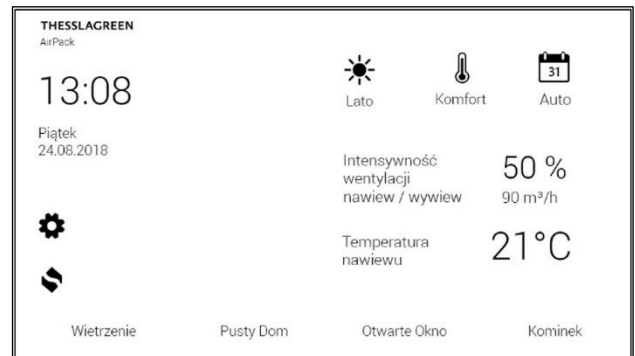 THESSLAGREEN
AirPack
13:08
Piątek
24.08.2018
31
Lato
Komfort
Auto
Intensywność
wentylacji
nawiew / wywiew
50 %
90 m³/h
Temperatura
nawiewu
21°C
Wietrzenie
Pusty Dom
Otwarte Okno
Kominek